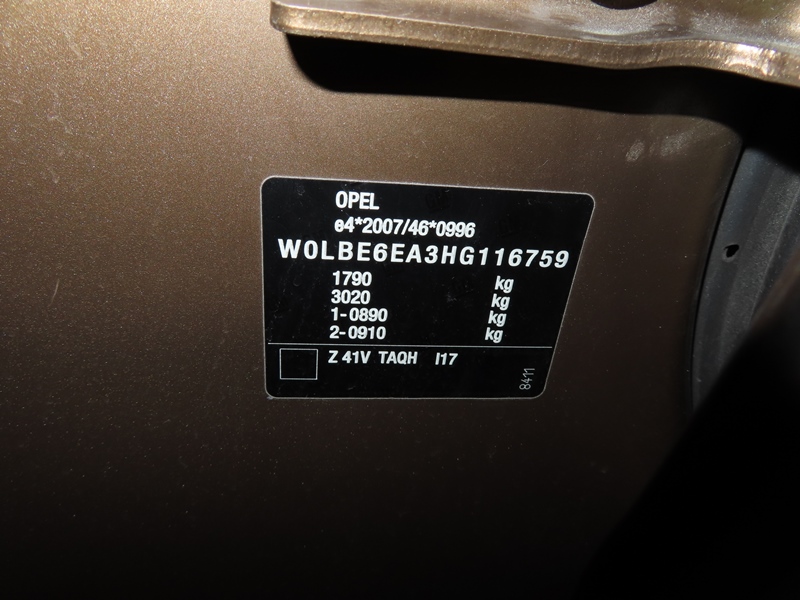 OPEL
e4*2007/46*0996
W0LBE6EA3HG116759
1790 kg
3020 kg
1-0890 kg
2-0910 kg
Z 41V TAQH I17
8411